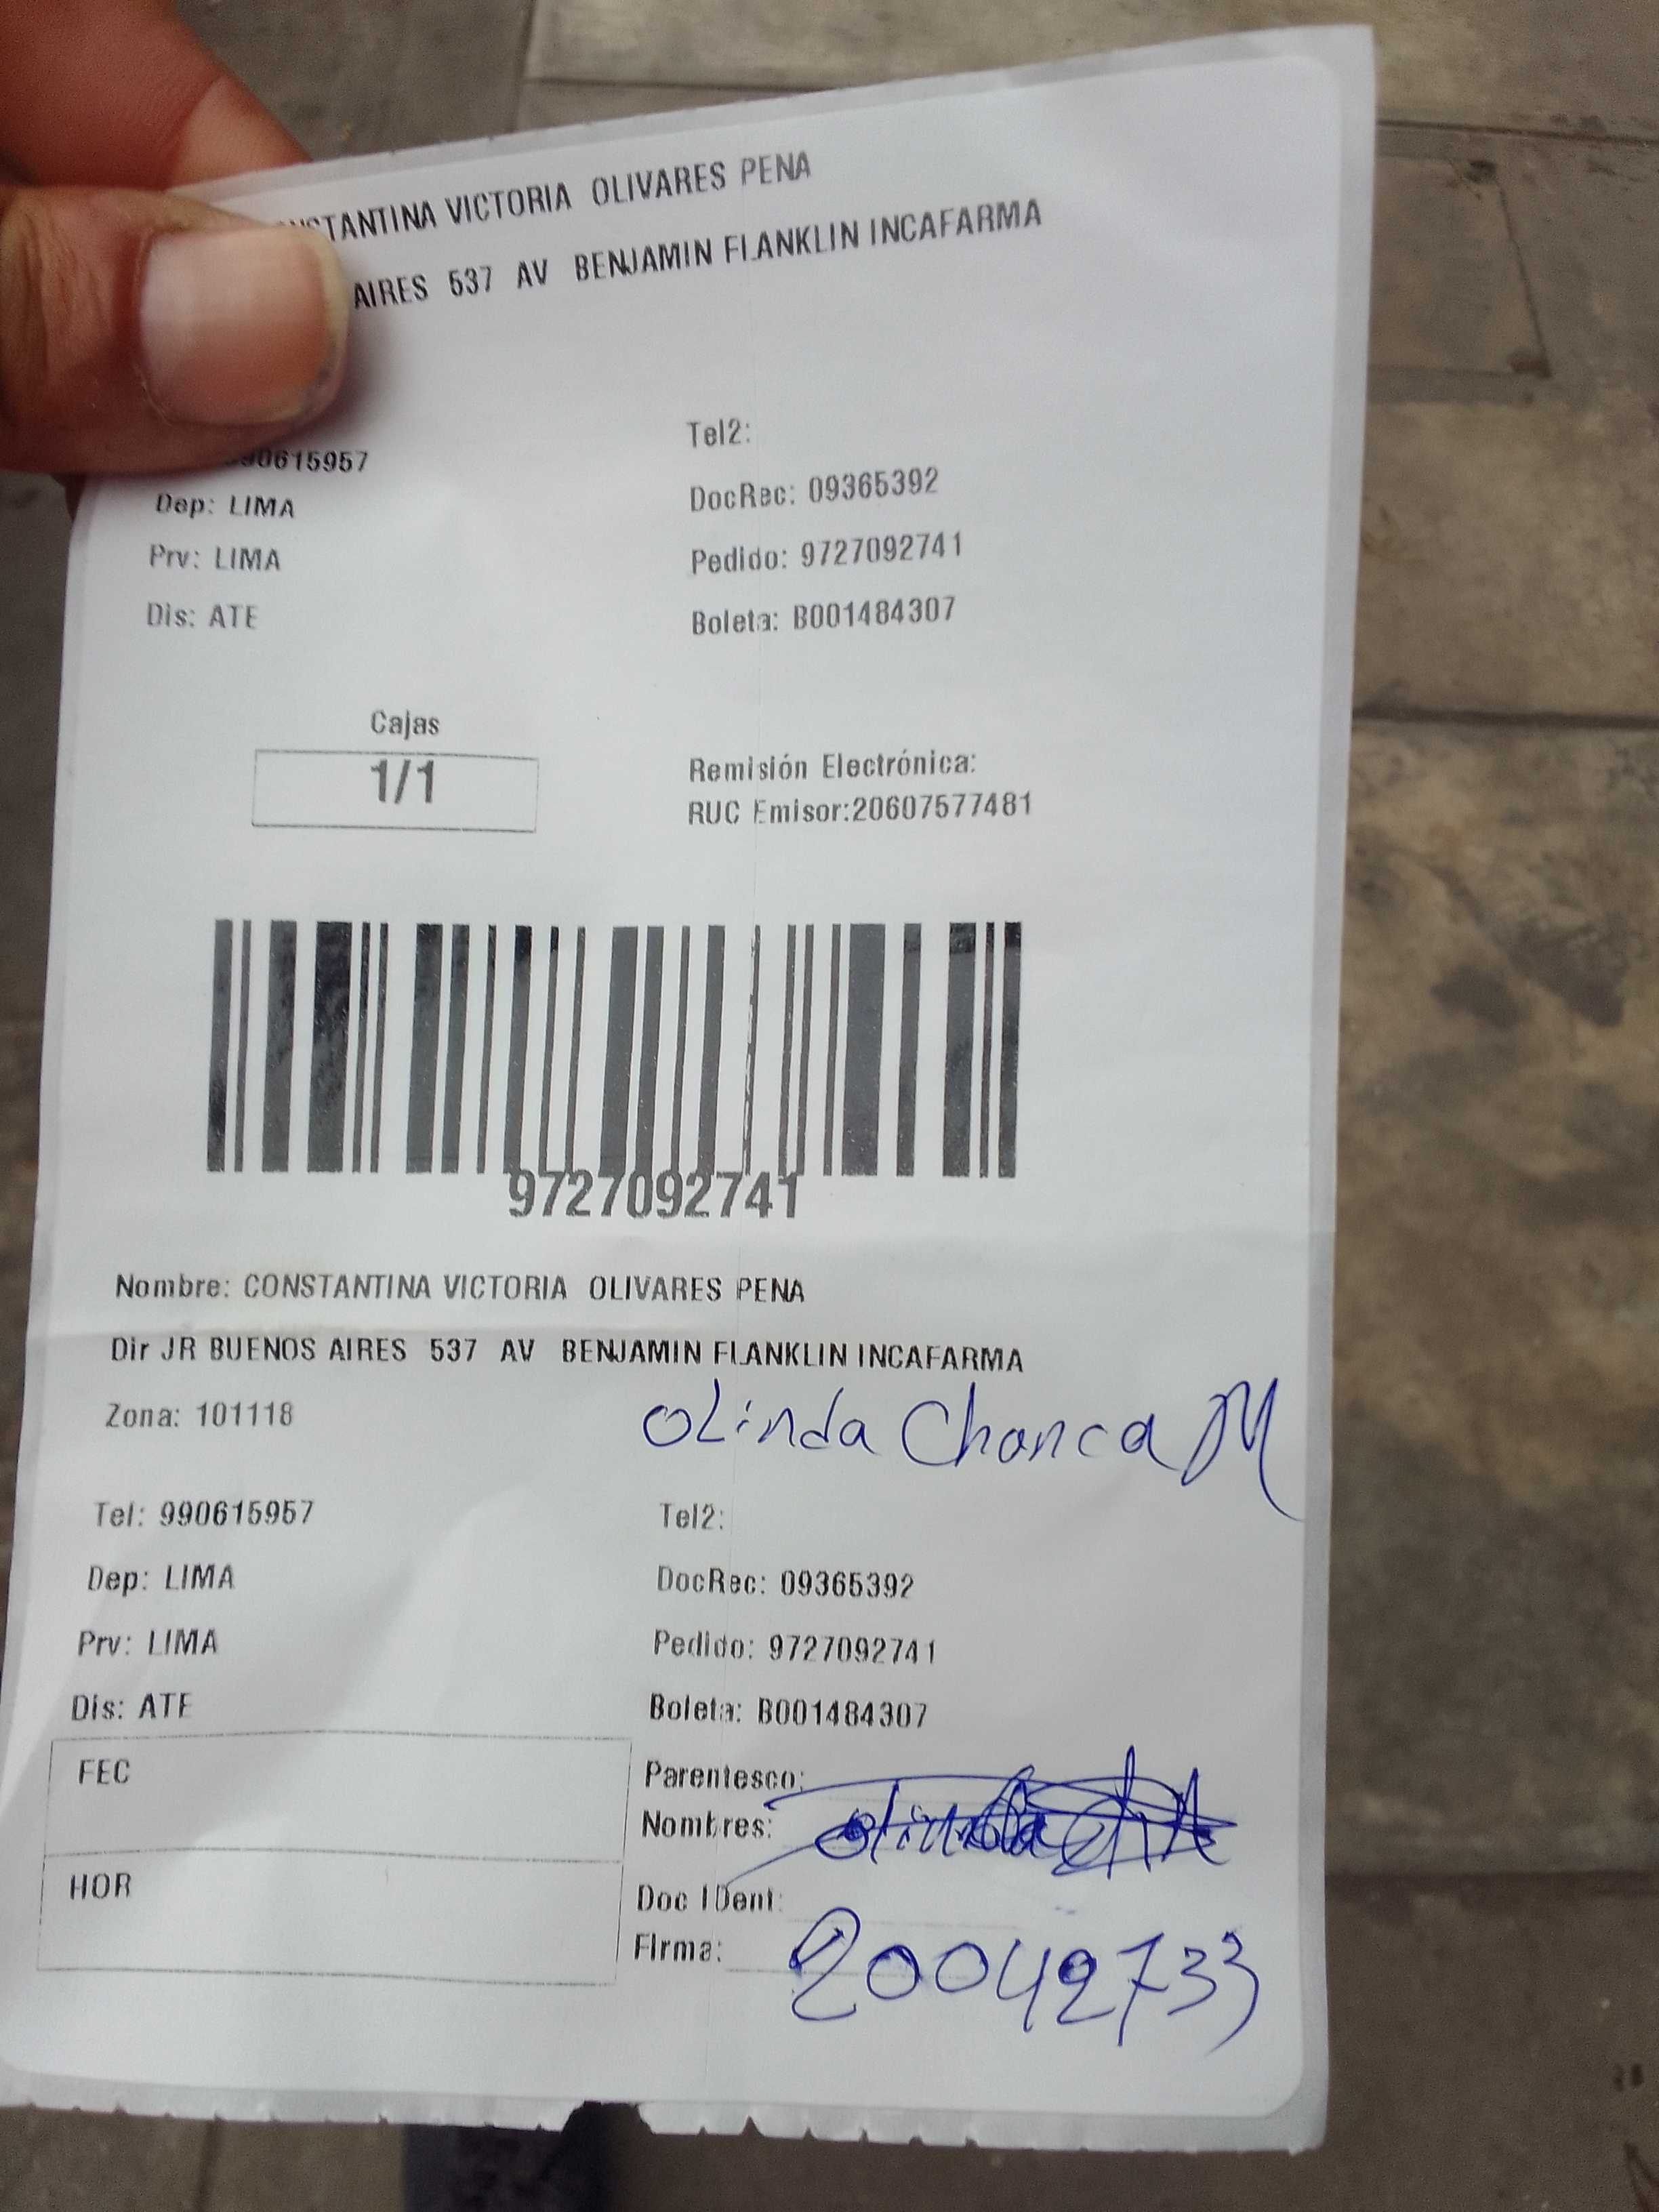 CONSTANTINA VICTORIA OLIVARES PENA
AIRES 537 AV BENJAMIN FLANKLIN INCAFARMA
90615957
Tel2:
Dep: LIMA
DocRec: 09365392
Prv: LIMA
Pedido: 9727092741
Dis: ATE
Boleta: B001484307
Cajas
1/1
Remisión Electrónica:
RUC Emisor:20607577481
9727092741
Nombre: CONSTANTINA VICTORIA OLIVARES PENA
Dir JR BUENOS AIRES 537 AV BENJAMIN FLANKLIN INCAFARMA
Zona: 101118
OLinda Chanca M
Tel: 990615957
Tel2:
Dep: LIMA
DocRec: 09365392
Prv: LIMA
Pedido: 9727092741
Dis: ATE
Boleta: B001484307
FEC
Parentesco:
Nombres:
HOR
Doc IDent:
Firma: 20042733